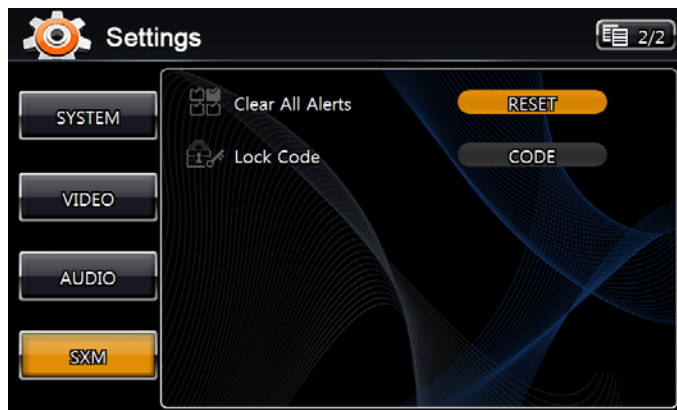 Settings
2/2
SYSTEM
VIDEO
AUDIO
SXM
Clear All Alerts
RESET
Lock Code
CODE